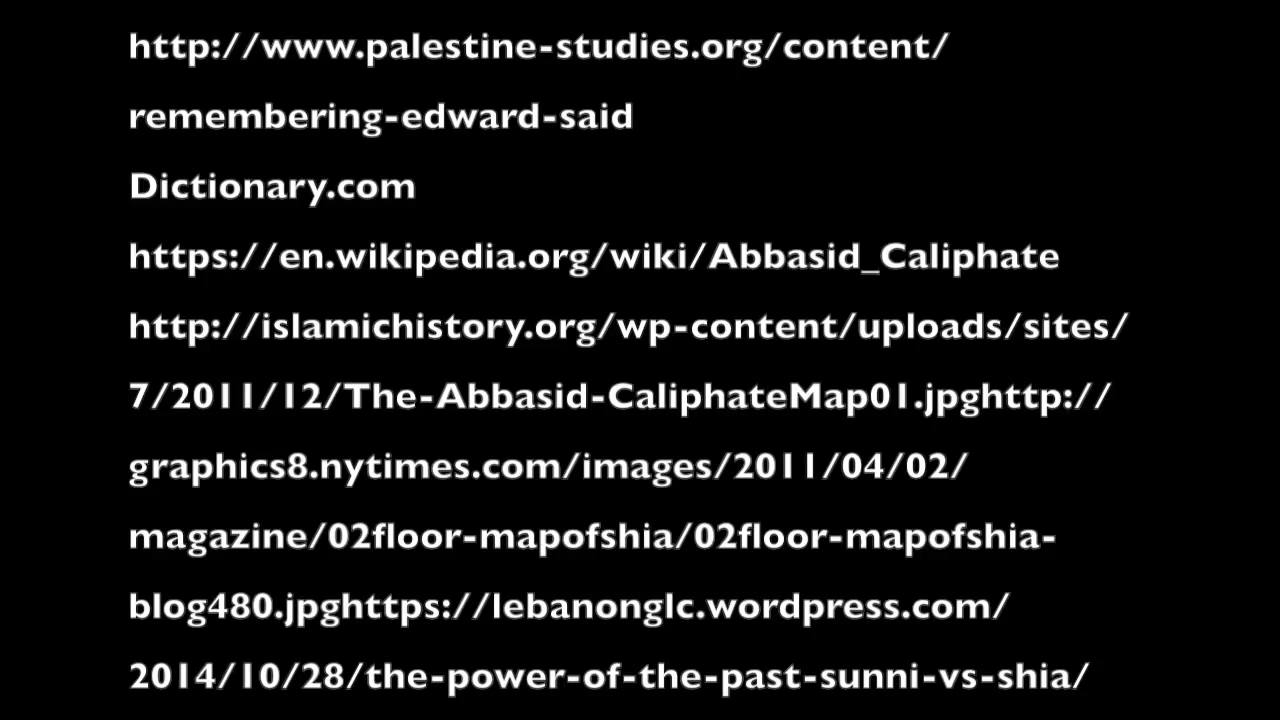 http://www.palestine-studies.org/content/
remembering-edward-said
Dictionary.com
https://en.wikipedia.org/wiki/Abbasid_Caliphate
http://islamichistory.org/wp-content/uploads/sites/
7/2011/12/The-Abbasid-CaliphateMap01.jpghttp://
graphics8.nytimes.com/images/2011/04/02/
magazine/02floor-mapofshia/02floor-mapofshia-
blog480.jpghttps://lebanonglc.wordpress.com/
2014/10/28/the-power-of-the-past-sunni-vs-shia/